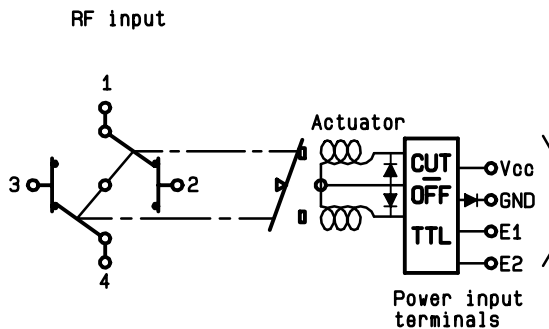 RF input
1
Actuator
CUT
OFF
TTL
Vcc
3
2
GND
E1
4
E2
Power input
terminals